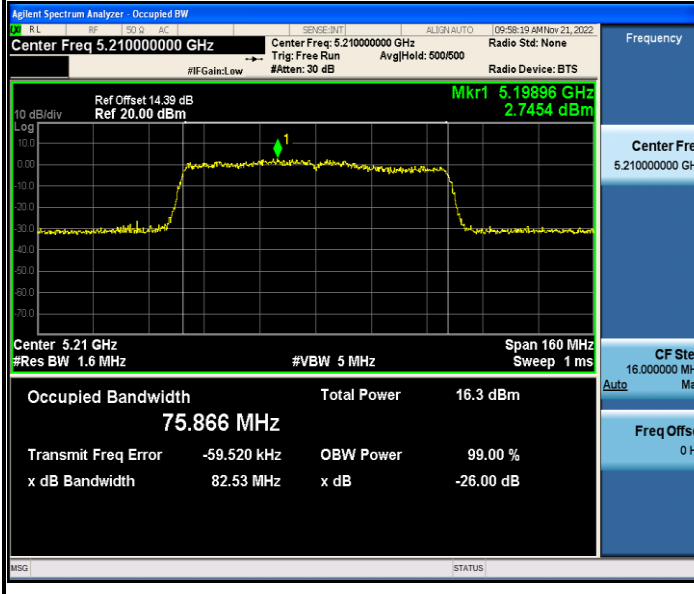 Agilent Spectrum Analyzer - Occupied BW
RL RF 50 Ω AC SENSE:INT ALIGN AUTO 09:58:19 AM Nov 21, 2022
Center Freq 5.210000000 GHz Center Freq: 5.210000000 GHz Radio Std: None
Trig: Free Run Avg|Hold: 500/500
#IFGain:Low #Atten: 30 dB Radio Device: BTS
Frequency
Ref Offset 14.39 dB Mkr1 5.19896 GHz
10 dB/div Ref 20.00 dBm 2.7454 dBm
Log
10.0
0.00
-10.0
-20.0
-30.0
-40.0
-50.0
-60.0
-70.0
1
Center 5.21 GHz Span 160 MHz
#Res BW 1.6 MHz #VBW 5 MHz Sweep 1 ms
Occupied Bandwidth Total Power 16.3 dBm
75.866 MHz
Transmit Freq Error -59.520 kHz OBW Power 99.00 %
x dB Bandwidth 82.53 MHz x dB -26.00 dB
Center Fre
5.210000000 GH
CF Ste
16.000000 MH
Auto Ma
Freq Offs
0 H
MSG STATUS